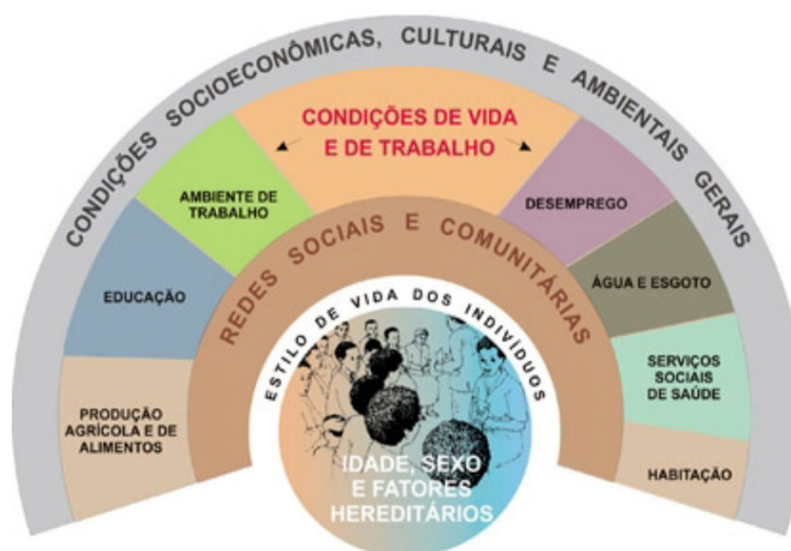 CONDIÇÕES SOCIOECONÔMICAS, CULTURAIS E AMBIENTAIS GERAIS
CONDIÇÕES DE VIDA
E DE TRABALHO
AMBIENTE DE
TRABALHO
DESEMPREGO
EDUCAÇÃO
ÁGUA E ESGOTO
PRODUÇÃO
AGRÍCOLA E DE
ALIMENTOS
SERVIÇOS
SOCIAIS
DE SAÚDE
HABITAÇÃO
REDES SOCIAIS E COMUNITÁRIAS
ESTILO DE VIDA DOS INDIVÍDUOS
IDADE, SEXO
E FATORES
HEREDITÁRIOS